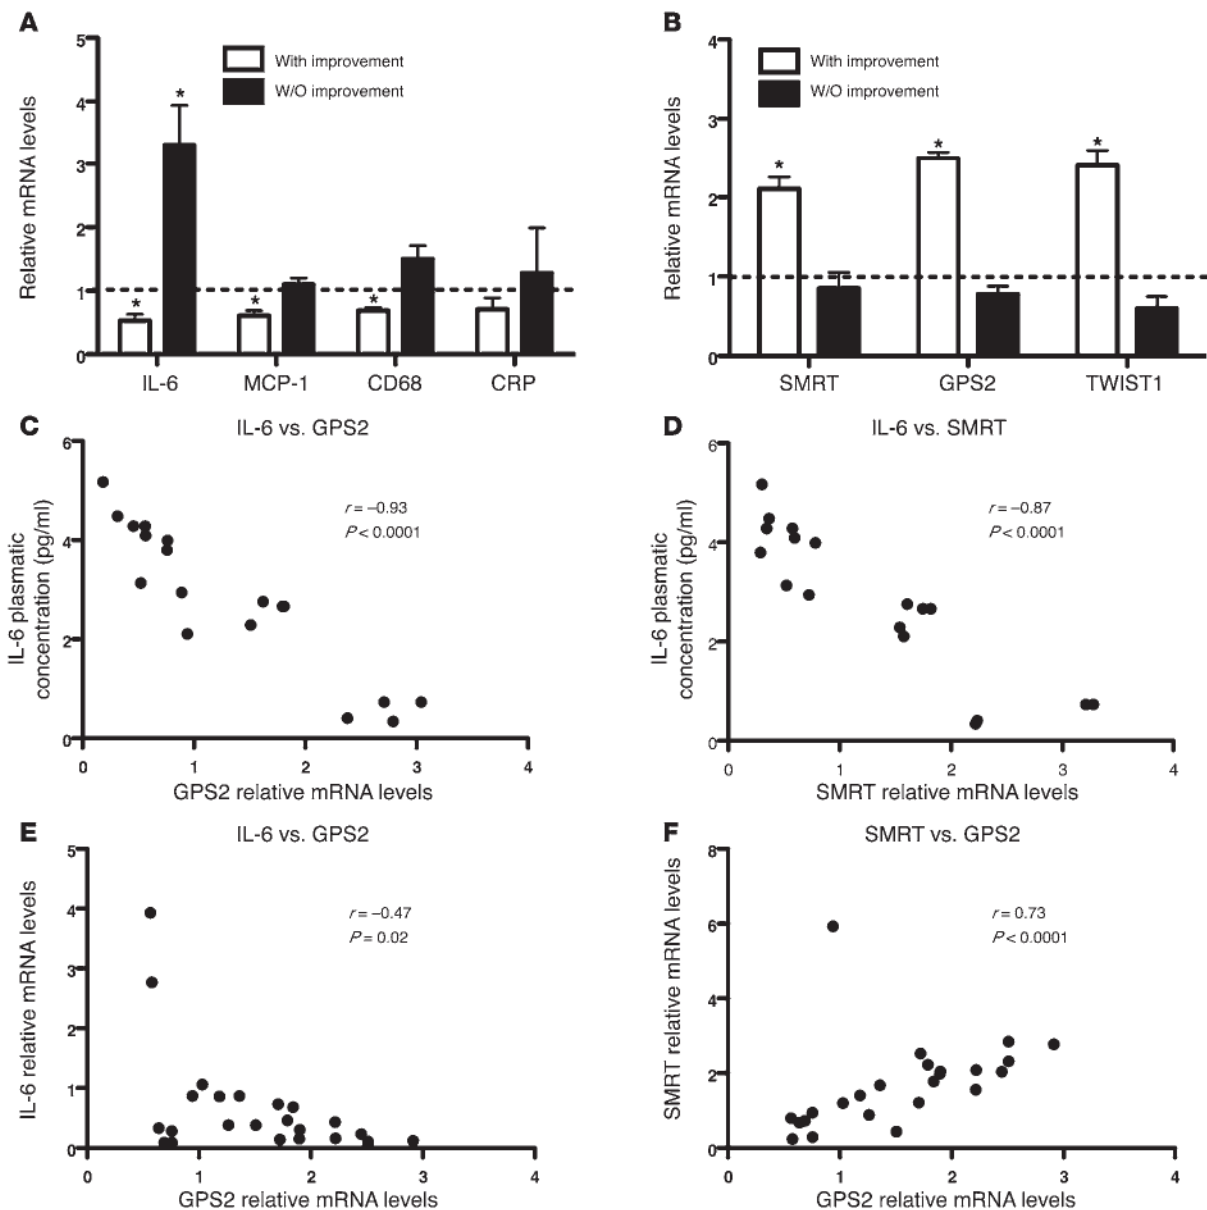 A
5
4
3
2
1
0
Relative mRNA levels
With improvement
W/O improvement
*
*
*
*
IL-6 MCP-1 CD68 CRP
B
4
3
2
1
0
Relative mRNA levels
With improvement
W/O improvement
*
*
*
SMRT GPS2 TWIST1
C
IL-6 vs. GPS2
6
4
2
0
IL-6 plasmatic
concentration (pg/ml)
r = –0.93
P < 0.0001
0 1 2 3 4
GPS2 relative mRNA levels
D
IL-6 vs. SMRT
6
4
2
0
IL-6 plasmatic
concentration (pg/ml)
r = –0.87
P < 0.0001
0 1 2 3 4
SMRT relative mRNA levels
E
IL-6 vs. GPS2
5
4
3
2
1
0
IL-6 relative mRNA levels
r = –0.47
P = 0.02
0 1 2 3 4
GPS2 relative mRNA levels
F
SMRT vs. GPS2
8
6
4
2
0
SMRT relative mRNA levels
r = 0.73
P < 0.0001
0 1 2 3 4
GPS2 relative mRNA levels